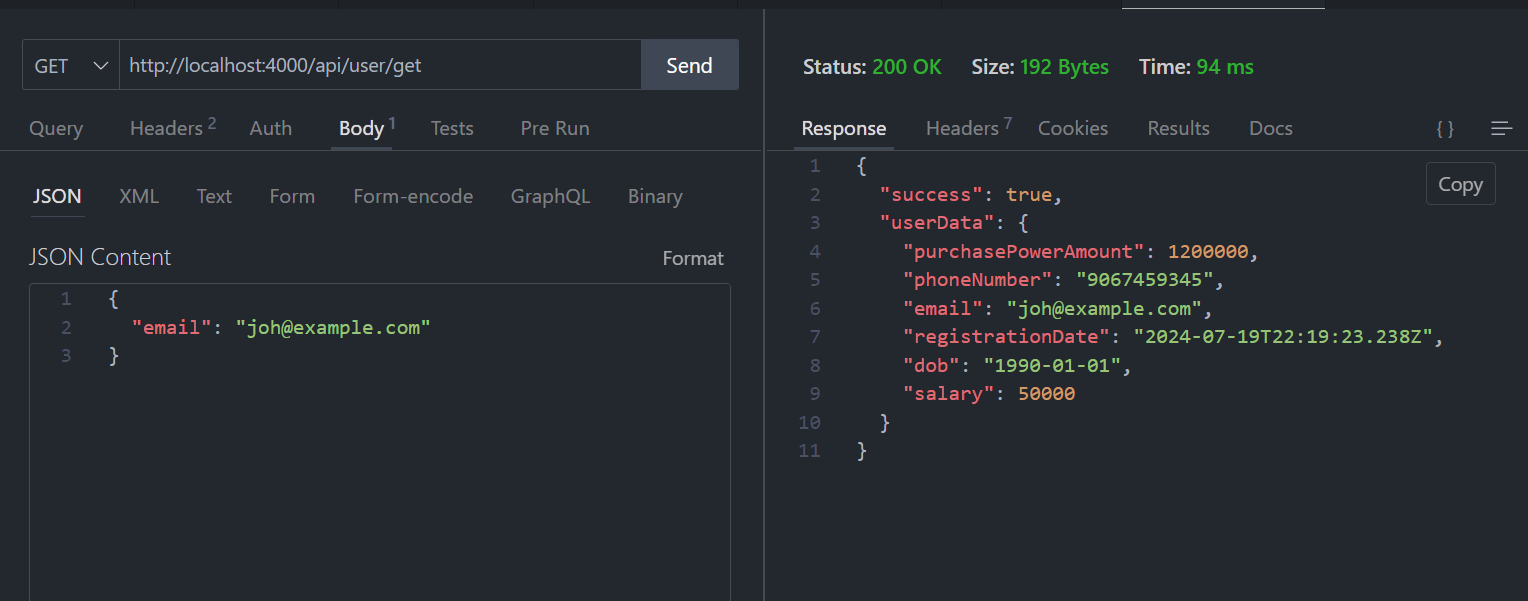 GET http://localhost:4000/api/user/get Send
Query Headers 2 Auth Body 1 Tests Pre Run
JSON XML Text Form Form-encode GraphQL Binary
JSON Content Format
1 {
2 "email": "joh@example.com"
3 }
Status: 200 OK Size: 192 Bytes Time: 94 ms
Response Headers 7 Cookies Results Docs { }
Copy
1 {
2 "success": true,
3 "userData": {
4 "purchasePowerAmount": 1200000,
5 "phoneNumber": "9067459345",
6 "email": "joh@example.com",
7 "registrationDate": "2024-07-19T22:19:23.238Z",
8 "dob": "1990-01-01",
9 "salary": 50000
10 }
11 }